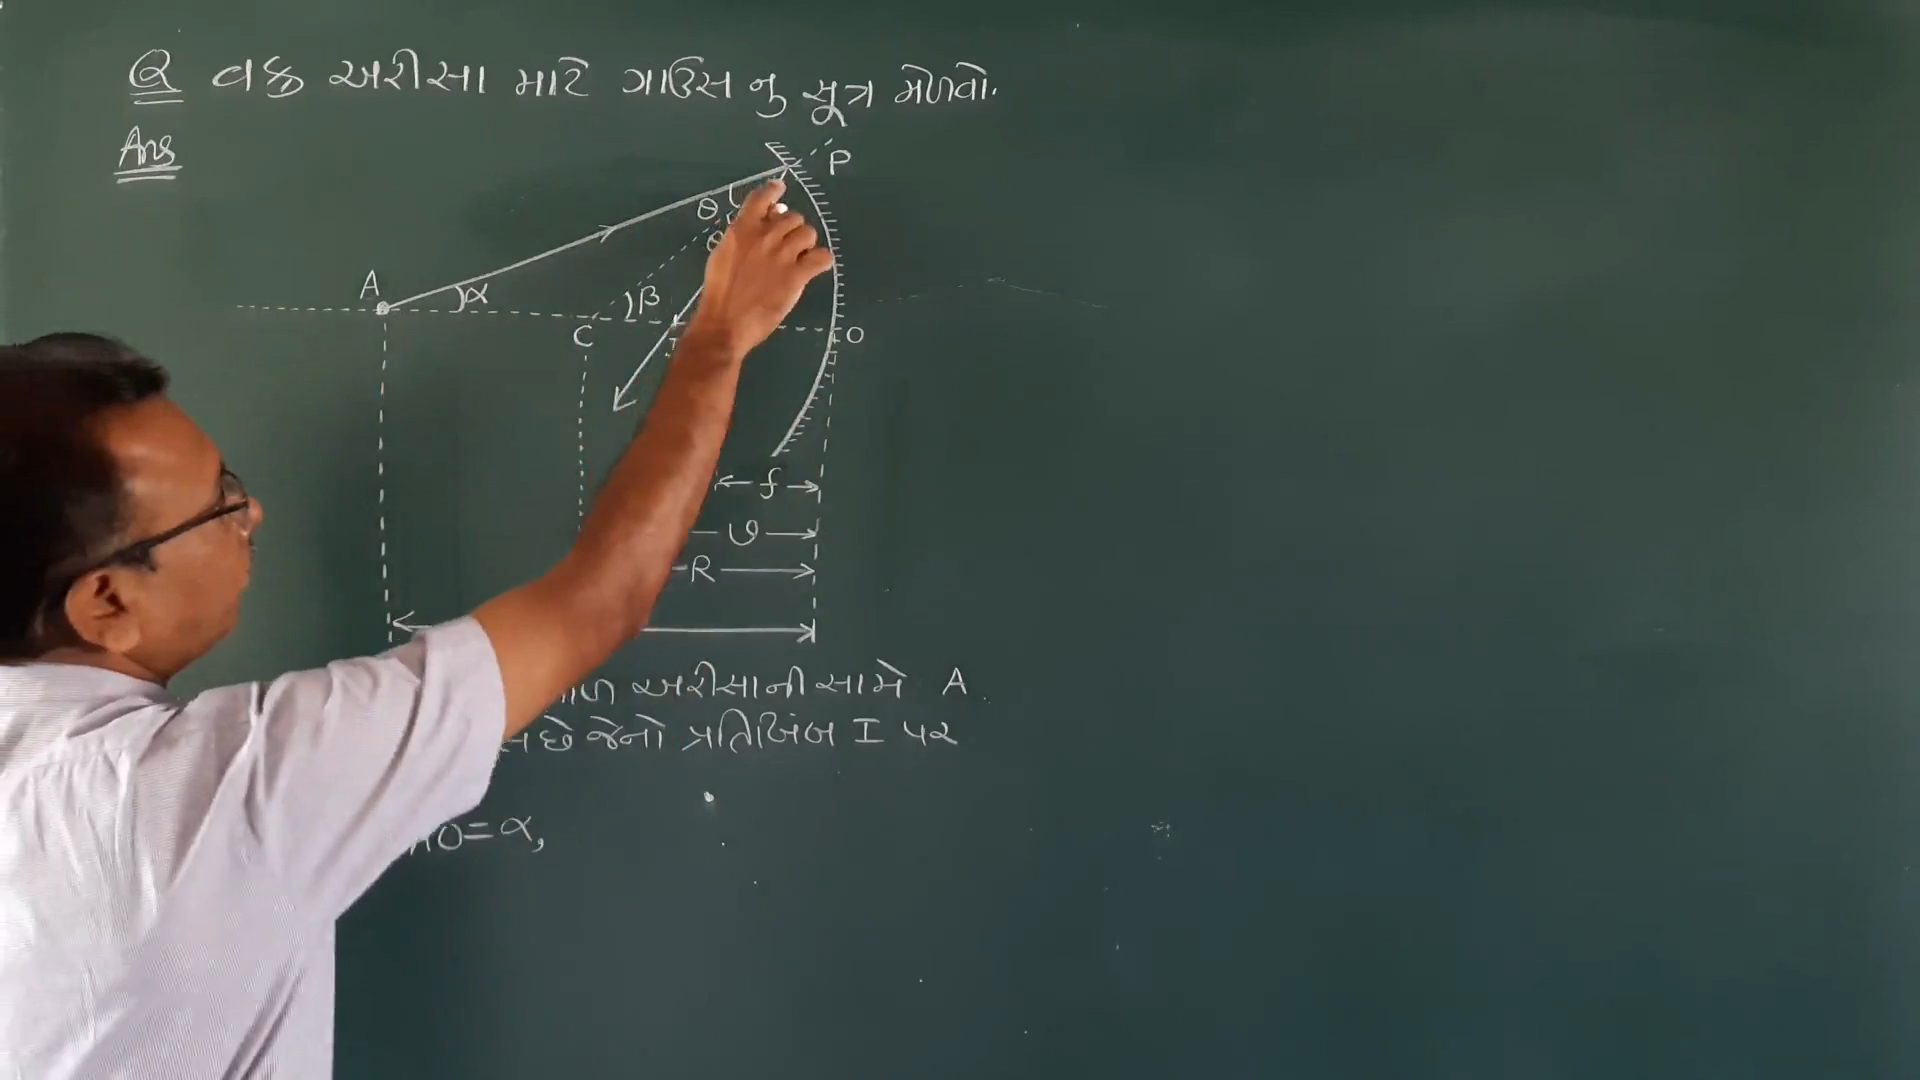 Q વક્ર અરીસા માટે ગાઉસ નુ સૂત્ર મેળવો.
Ans
P
θ
θ
A
α
β
C
I
O
f
v
R
અરીસાની સામે A
છે જેનો પ્રતિબિંબ I પર
= α,